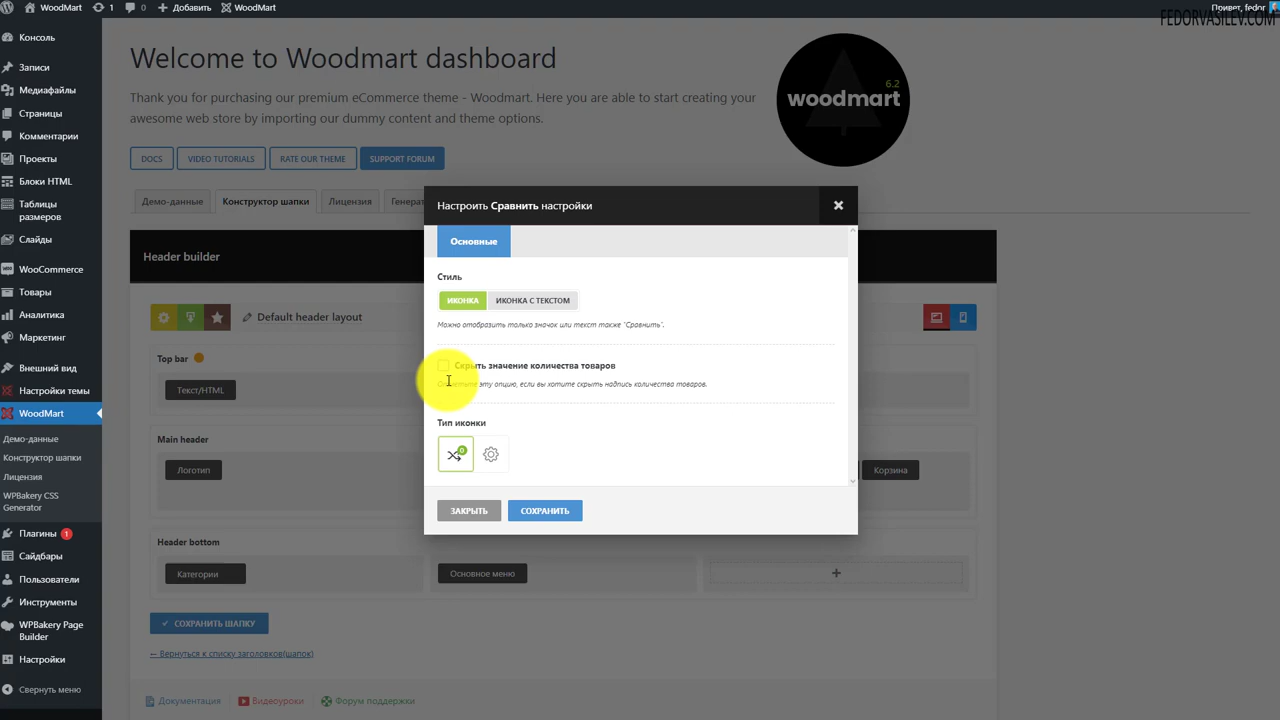 WoodMart 1 0 Добавить WoodMart
Привет, fedor
FEDORVASILEV.COM
Консоль
Записи
Медиафайлы
Страницы
Комментарии
Проекты
Блоки HTML
Таблицы
размеров
Слайды
WooCommerce
Товары
Аналитика
Маркетинг
Внешний вид
Настройки темы
WoodMart
Демо-данные
Конструктор шапки
Лицензия
WPBakery CSS
Generator
Плагины 1
Сайдбары
Пользователи
Инструменты
WPBakery Page
Builder
Настройки
Свернуть меню
Welcome to Woodmart dashboard
Thank you for purchasing our premium eCommerce theme - Woodmart. Here you are able to start creating your
awesome web store by importing our dummy content and theme options.
6.2
woodmart
DOCS VIDEO TUTORIALS RATE OUR THEME SUPPORT FORUM
Демо-данные Конструктор шапки Лицензия
Header builder
Default header layout
Top bar
Текст/HTML
Main header
Логотип
Корзина
Header bottom
Категории
Основное меню
СОХРАНИТЬ ШАПКУ
← Вернуться к списку заголовков(шапок)
Документация Видеоуроки Форум поддержки
Настроить Сравнить настройки
Основные
Стиль
ИКОНКА ИКОНКА С ТЕКСТОМ
Можно отобразить только значок или текст также "Сравнить".
Скрыть значение количества товаров
эту опцию, если вы хотите скрыть надпись количества товаров.
Тип иконки
0
ЗАКРЫТЬ СОХРАНИТЬ